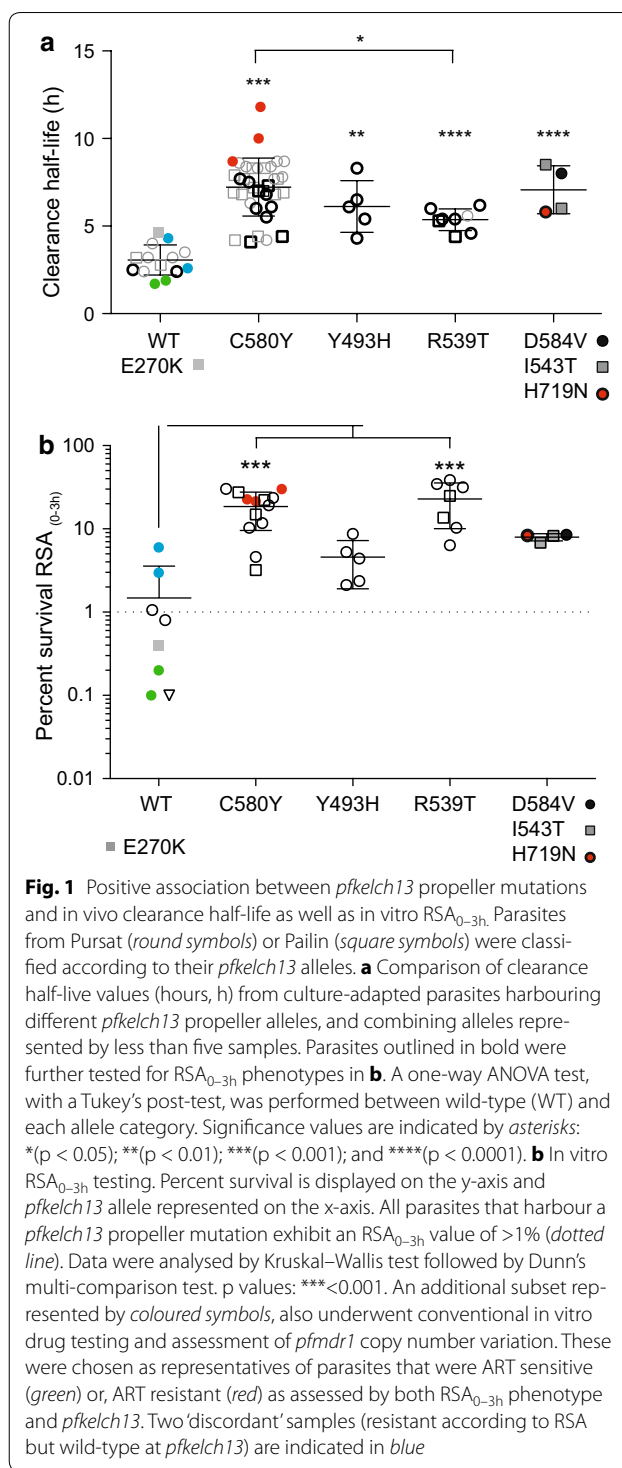 a
*
15
10
5
0
Clearance half-life (h)
***
**
****
****
WT
C580Y
Y493H
R539T
D584V
E270K
I543T
H719N
b
100
10
1
0.1
0.01
Percent survival RSA (0-3h)
***
***
WT
C580Y
Y493H
R539T
D584V
E270K
I543T
H719N
Fig. 1 Positive association between pfkelch13 propeller mutations
and in vivo clearance half-life as well as in vitro RSA0–3h. Parasites
from Pursat (round symbols) or Pailin (square symbols) were classi-
fied according to their pfkelch13 alleles. a Comparison of clearance
half-live values (hours, h) from culture-adapted parasites harbouring
different pfkelch13 propeller alleles, and combining alleles repre-
sented by less than five samples. Parasites outlined in bold were
further tested for RSA0–3h phenotypes in b. A one-way ANOVA test,
with a Tukey's post-test, was performed between wild-type (WT) and
each allele category. Significance values are indicated by asterisks:
*(p < 0.05); **(p < 0.01); ***(p < 0.001); and ****(p < 0.0001). b In vitro
RSA0–3h testing. Percent survival is displayed on the y-axis and
pfkelch13 allele represented on the x-axis. All parasites that harbour a
pfkelch13 propeller mutation exhibit an RSA0–3h value of >1% (dotted
line). Data were analysed by Kruskal–Wallis test followed by Dunn's
multi-comparison test. p values: ***<0.001. An additional subset rep-
resented by coloured symbols, also underwent conventional in vitro
drug testing and assessment of pfmdr1 copy number variation. These
were chosen as representatives of parasites that were ART sensitive
(green) or, ART resistant (red) as assessed by both RSA0–3h phenotype
and pfkelch13. Two 'discordant' samples (resistant according to RSA
but wild-type at pfkelch13) are indicated in blue